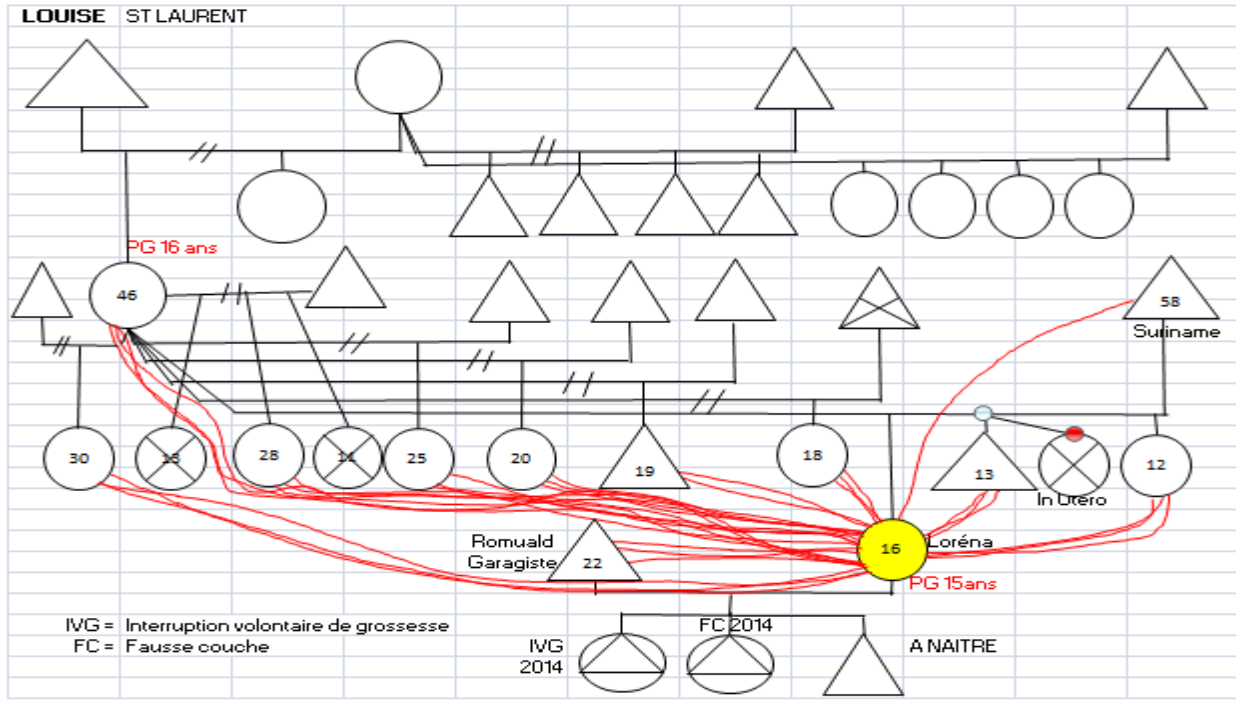 LOUISE ST LAURENT
PG 16 ans
46
58
Suriname
30
13
28
11
25
20
19
18
13
In Utero
12
Romuald
Garagiste
22
16
Loréna
PG 15ans
IVG = Interruption volontaire de grossesse
FC = Fausse couche
IVG
2014
FC 2014
A NAITRE